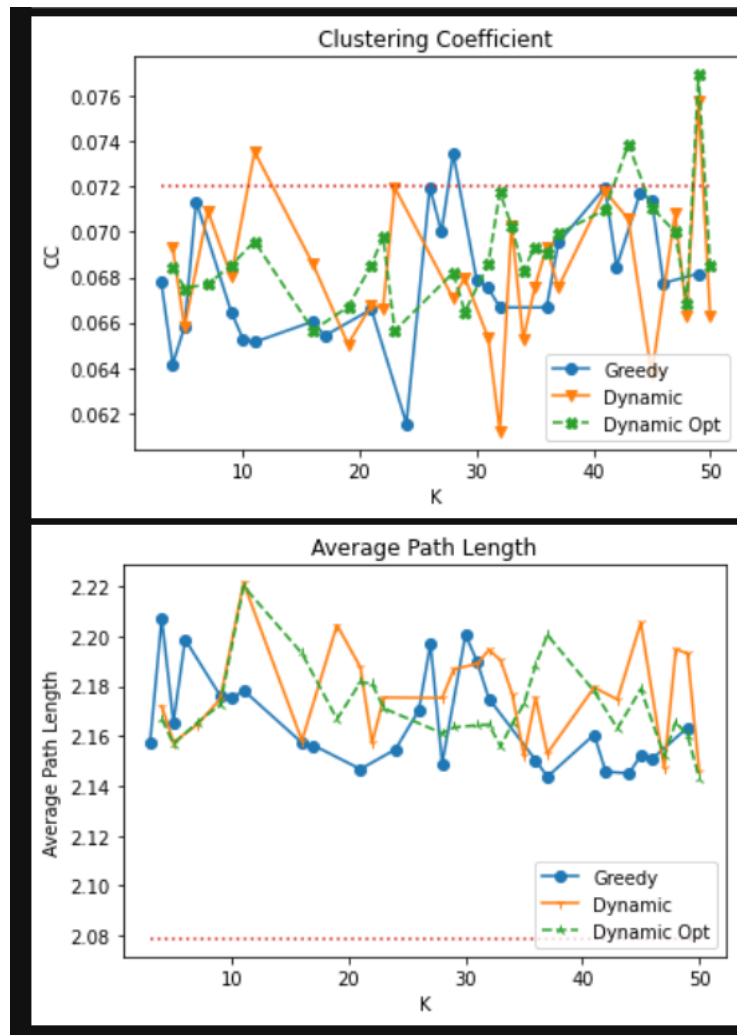 Clustering Coefficient
0.076
0.074
0.072
0.070
0.068
0.066
0.064
0.062
CC
10 20 30 40 50
K
Greedy
Dynamic
Dynamic Opt
Average Path Length
2.22
2.20
2.18
2.16
2.14
2.12
2.10
2.08
Average Path Length
10 20 30 40 50
K
Greedy
Dynamic
Dynamic Opt